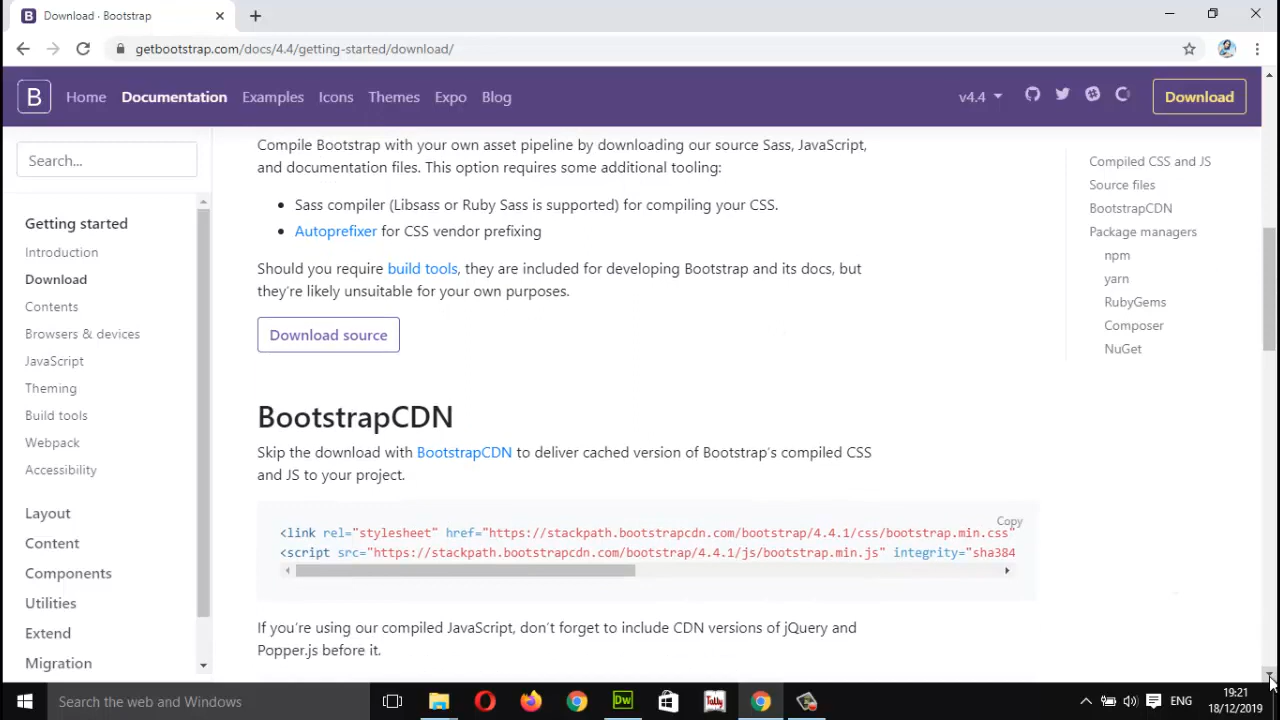 B Download · Bootstrap
getbootstrap.com/docs/4.4/getting-started/download/
B Home Documentation Examples Icons Themes Expo Blog v4.4 Download
Search...
Getting started
Introduction
Download
Contents
Browsers & devices
JavaScript
Theming
Build tools
Webpack
Accessibility
Layout
Content
Components
Utilities
Extend
Migration
Compile Bootstrap with your own asset pipeline by downloading our source Sass, JavaScript,
and documentation files. This option requires some additional tooling:
• Sass compiler (Libsass or Ruby Sass is supported) for compiling your CSS.
• Autoprefixer for CSS vendor prefixing
Should you require build tools, they are included for developing Bootstrap and its docs, but
they're likely unsuitable for your own purposes.
Download source
BootstrapCDN
Skip the download with BootstrapCDN to deliver cached version of Bootstrap's compiled CSS
and JS to your project.
Copy
<link rel="stylesheet" href="https://stackpath.bootstrapcdn.com/bootstrap/4.4.1/css/bootstrap.min.css"
<script src="https://stackpath.bootstrapcdn.com/bootstrap/4.4.1/js/bootstrap.min.js" integrity="sha384
If you're using our compiled JavaScript, don't forget to include CDN versions of jQuery and
Popper.js before it.
Compiled CSS and JS
Source files
BootstrapCDN
Package managers
npm
yarn
RubyGems
Composer
NuGet
Search the web and Windows
Dw
Tally
ENG
19:21
18/12/2019